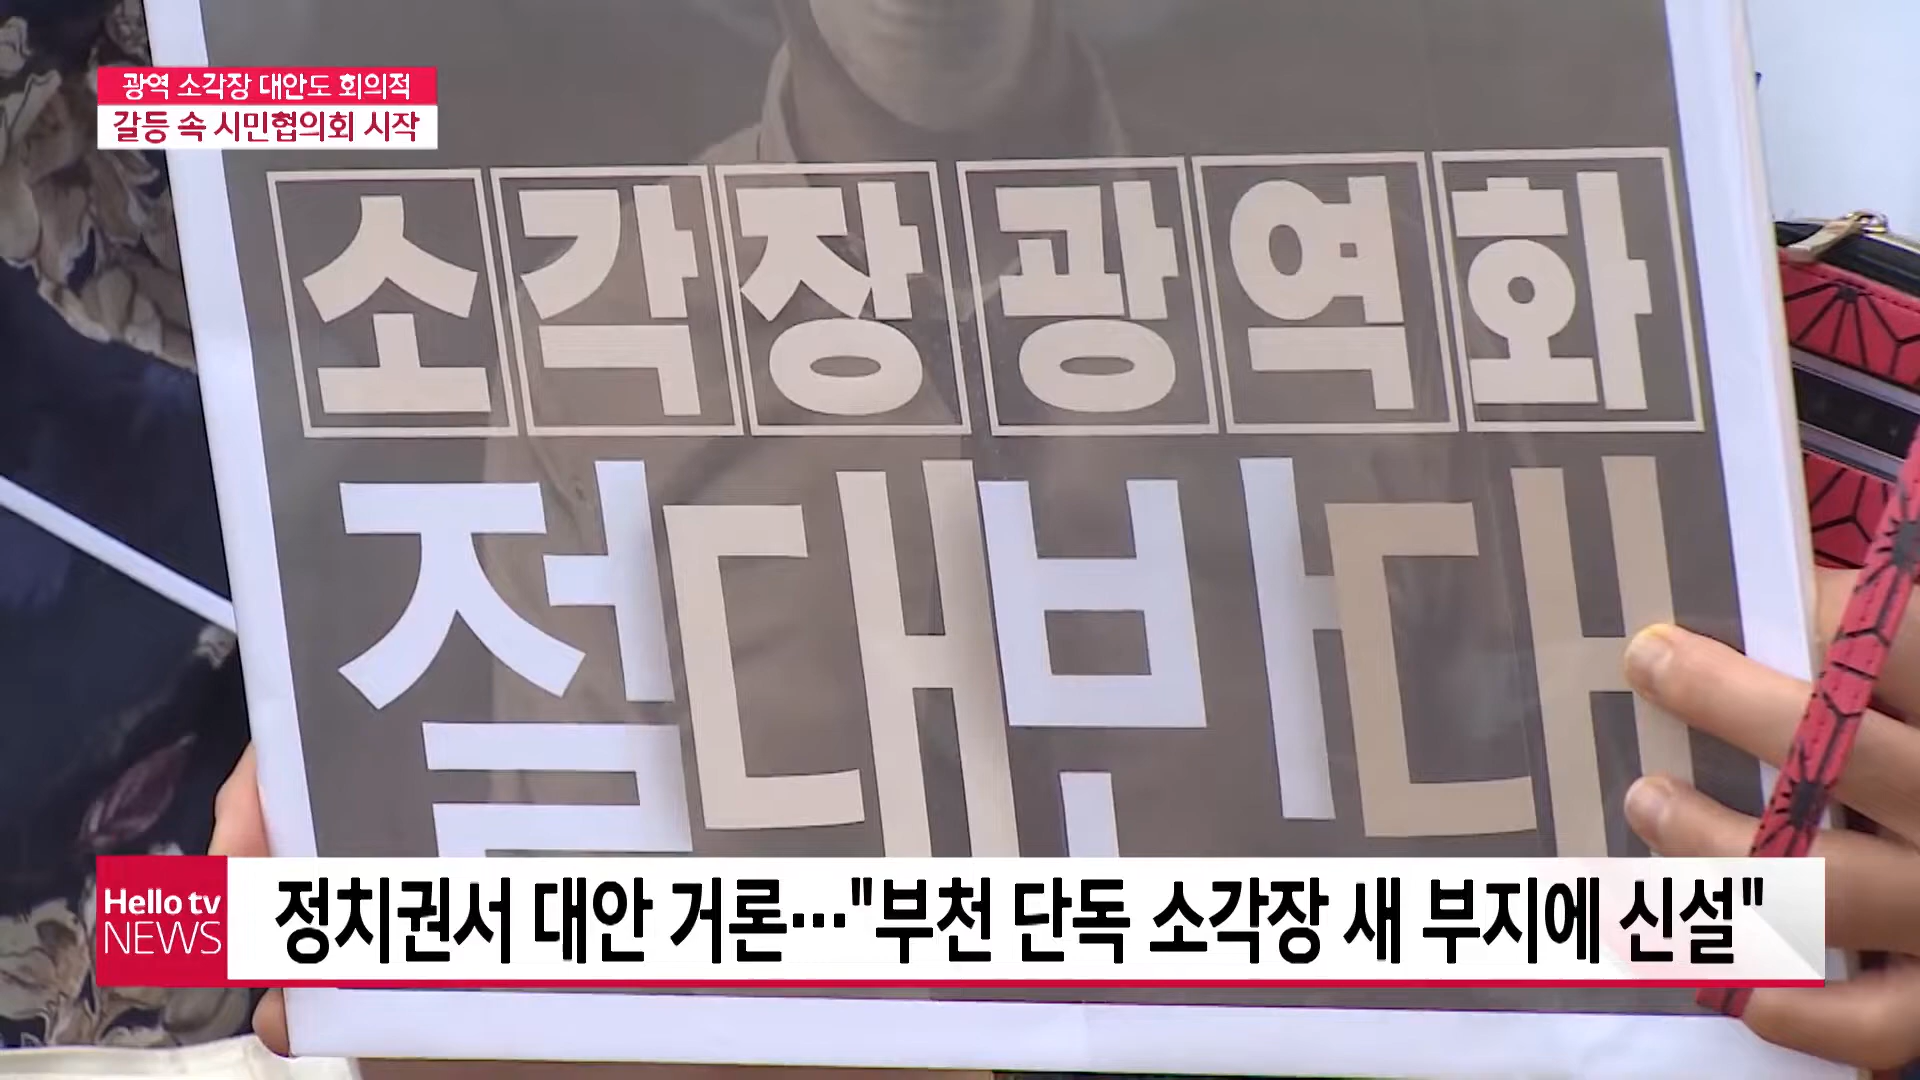 광역 소각장 대안도 회의적
갈등 속 시민협의회 시작
소각장광역화
절대반대
Hello tv
NEWS
정치권서 대안 거론…"부천 단독 소각장 새 부지에 신설"